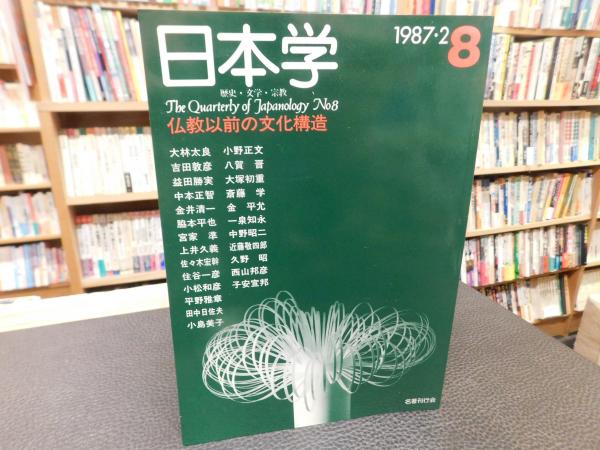 日本学
1987・2
8
歴史・文学・宗教
The Quarterly of Japanology No8
仏教以前の文化構造
大林太良 小野正文
吉田敦彦 八賀 晋
益田勝実 大塚初重
中本正智 斎藤 学
金井清一 金 平允
脇本平也 一泉知永
宮家 準 中野昭二
上井久義 近藤敬四郎
佐々木宏幹 久野 昭
住谷一彦 西山邦彦
小松和彦 子安宣邦
平野雅章
田中日佐夫
小島美子
名著刊行会